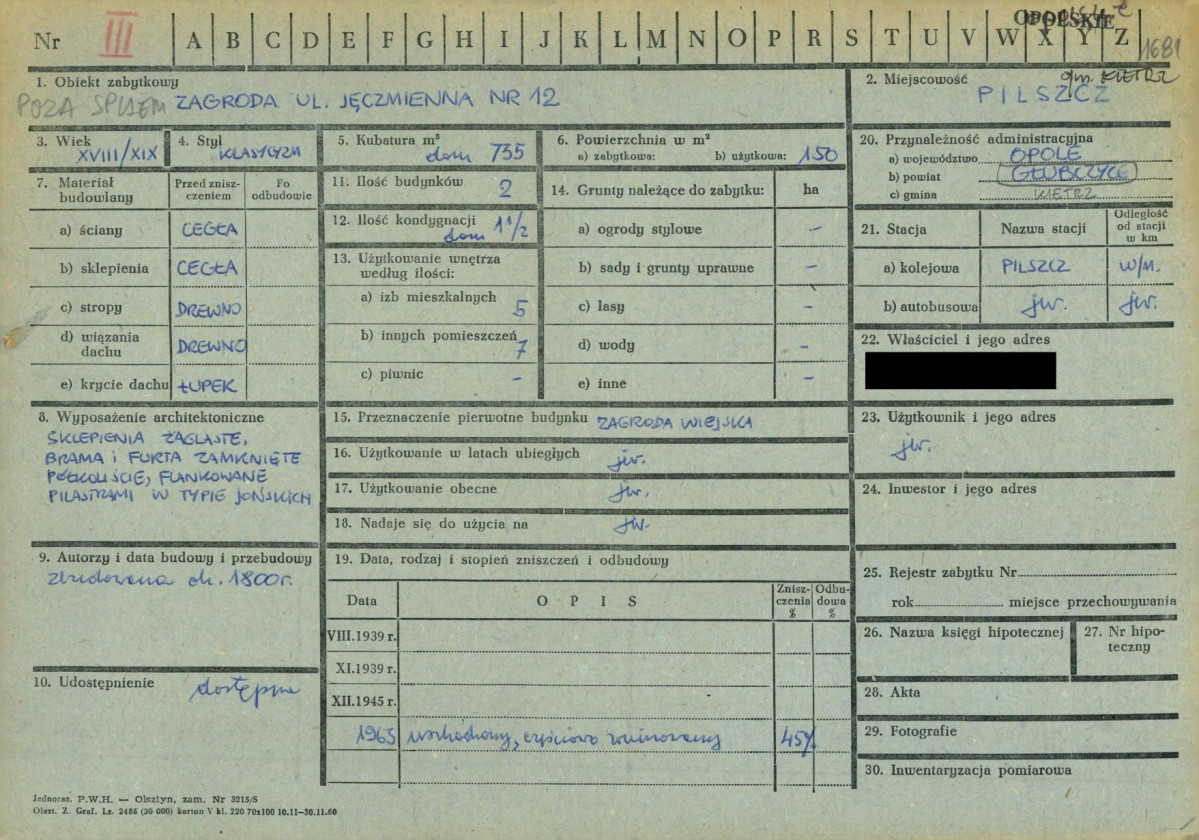 Nr III A B C D E F G H I J K L M N O P R S T U V W X Y Z
OPOLSKIE
1681
1. Obiekt zabytkowy
POZA SPISEM ZAGRODA UL. JĘCZMIENNA NR 12
2. Miejscowość gm. KIETRZ
PILSZCZ
3. Wiek
XVIII/XIX
4. Styl
KLASYCYZM
5. Kubatura m³
dom 735
6. Powierzchnia w m²
a) zabytkowa: b) użytkowa: 150
7. Materiał budowlany
Przed zniszczeniem
Po odbudowie
a) ściany CEGŁA
b) sklepienia CEGŁA
c) stropy DREWNO
d) wiązania dachu DREWNO
e) krycie dachu ŁUPEK
8. Wyposażenie architektoniczne
SKLEPIENIA ŻAGLASTE,
BRAMA i FURTA ZAMKNIĘTE
PÓŁKOLIŚCIE, FLANKOWANE
PILASTRAMI W TYPIE JOŃSKICH
9. Autorzy i data budowy i przebudowy
zbudowana ok. 1800 r.
10. Udostępnienie dostępna
11. Ilość budynków 2
12. Ilość kondygnacji
dom 1 1/2
13. Użytkowanie wnętrza
według ilości:
a) izb mieszkalnych 5
b) innych pomieszczeń 7
c) piwnic -
14. Grunty należące do zabytku: ha
a) ogrody stylowe -
b) sady i grunty uprawne -
c) lasy -
d) wody -
e) inne -
15. Przeznaczenie pierwotne budynku ZAGRODA WIEJSKA
16. Użytkowanie w latach ubiegłych jw.
17. Użytkowanie obecne jw.
18. Nadaje się do użycia na jw.
19. Data, rodzaj i stopień zniszczeń i odbudowy
Data OPIS Zniszczenia % Odbudowa %
VIII.1939 r.
XI.1939 r.
XII.1945 r.
1963 uszkodzony, częściowo zrujnowany 45%
20. Przynależność administracyjna
a) województwo OPOLE
b) powiat GŁUBCZYCE
c) gmina KIETRZ
21. Stacja Nazwa stacji Odległość od stacji w km
a) kolejowa PILSZCZ W/M.
b) autobusowa jw. jw.
22. Właściciel i jego adres
23. Użytkownik i jego adres
jw.
24. Inwestor i jego adres
25. Rejestr zabytku Nr
rok miejsce przechowywania
26. Nazwa księgi hipotecznej
27. Nr hipoteczny
28. Akta
29. Fotografie
30. Inwentaryzacja pomiarowa
Jednoraz. P.W.H. — Olsztyn, zam. Nr 3215/S
Olszt. Z. Graf. Lz. 2486 (30 000) karton V kl. 220 70x100 10.11—30.11.60